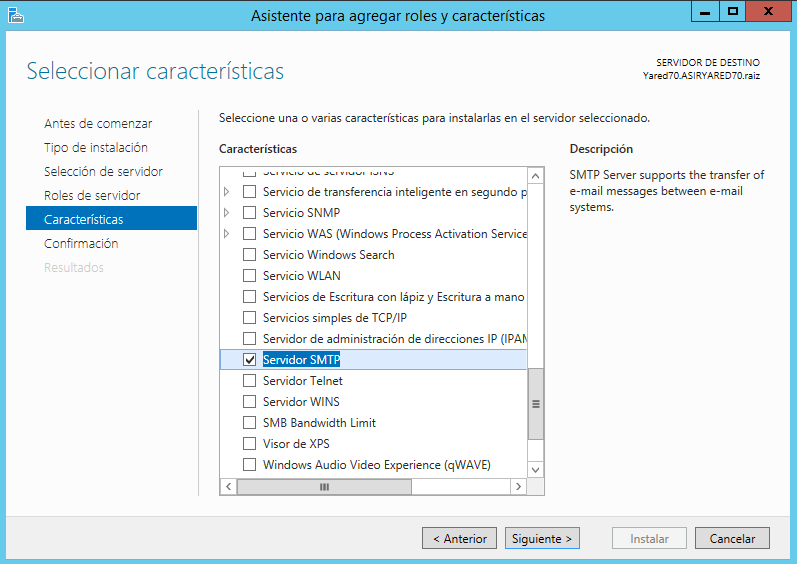 Asistente para agregar roles y características
Seleccionar características
SERVIDOR DE DESTINO
Yared70.ASIRYARED70.raiz
Antes de comenzar
Tipo de instalación
Selección de servidor
Roles de servidor
Características
Confirmación
Resultados
Seleccione una o varias características para instalarlas en el servidor seleccionado.
Características
Servicio de servidor iSNS
Servicio de transferencia inteligente en segundo p
Servicio SNMP
Servicio WAS (Windows Process Activation Service
Servicio Windows Search
Servicio WLAN
Servicios de Escritura con lápiz y Escritura a mano
Servicios simples de TCP/IP
Servidor de administración de direcciones IP (IPAM
Servidor SMTP
Servidor Telnet
Servidor WINS
SMB Bandwidth Limit
Visor de XPS
Windows Audio Video Experience (qWAVE)
Descripción
SMTP Server supports the transfer of
e-mail messages between e-mail
systems.
< Anterior
Siguiente >
Instalar
Cancelar